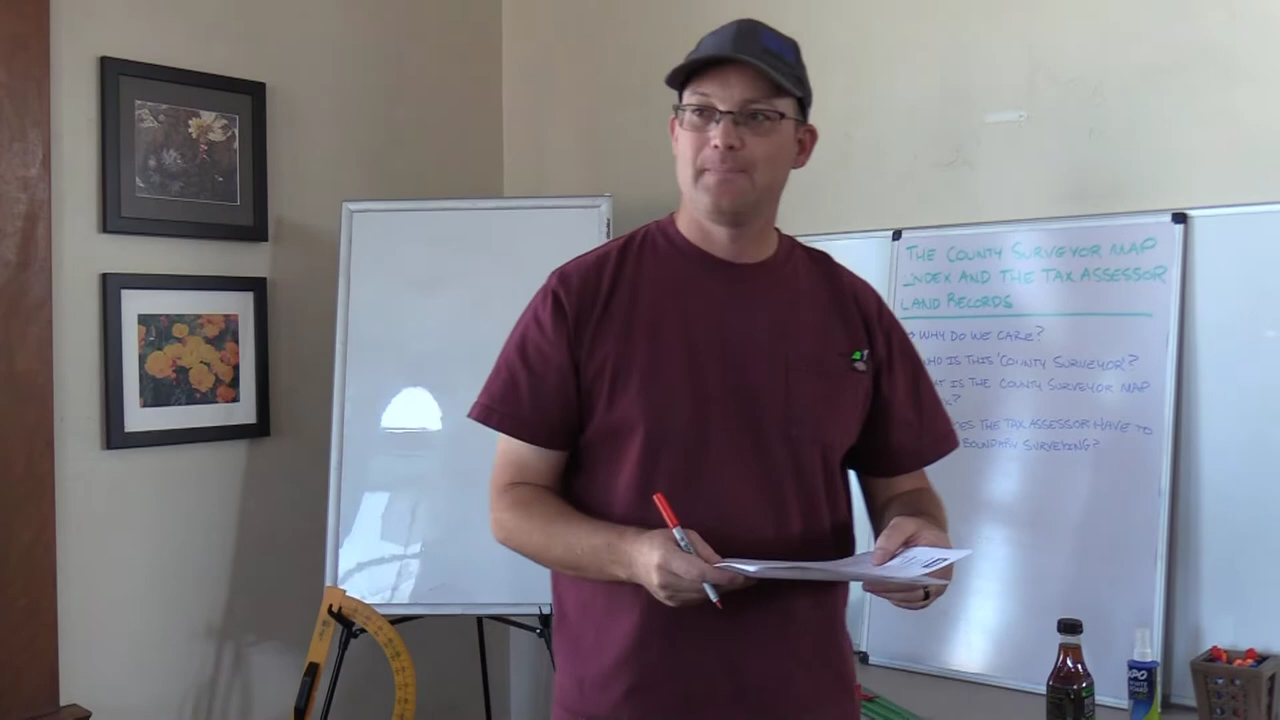 THE COUNTY SURVEYOR MAP
INDEX AND THE TAX ASSESSOR
LAND RECORDS
WHY DO WE CARE?
WHO IS THIS 'COUNTY SURVEYOR'?
IS THE COUNTY SURVEYOR MAP
THE TAX ASSESSOR HAVE TO
BOUNDARY SURVEYING?